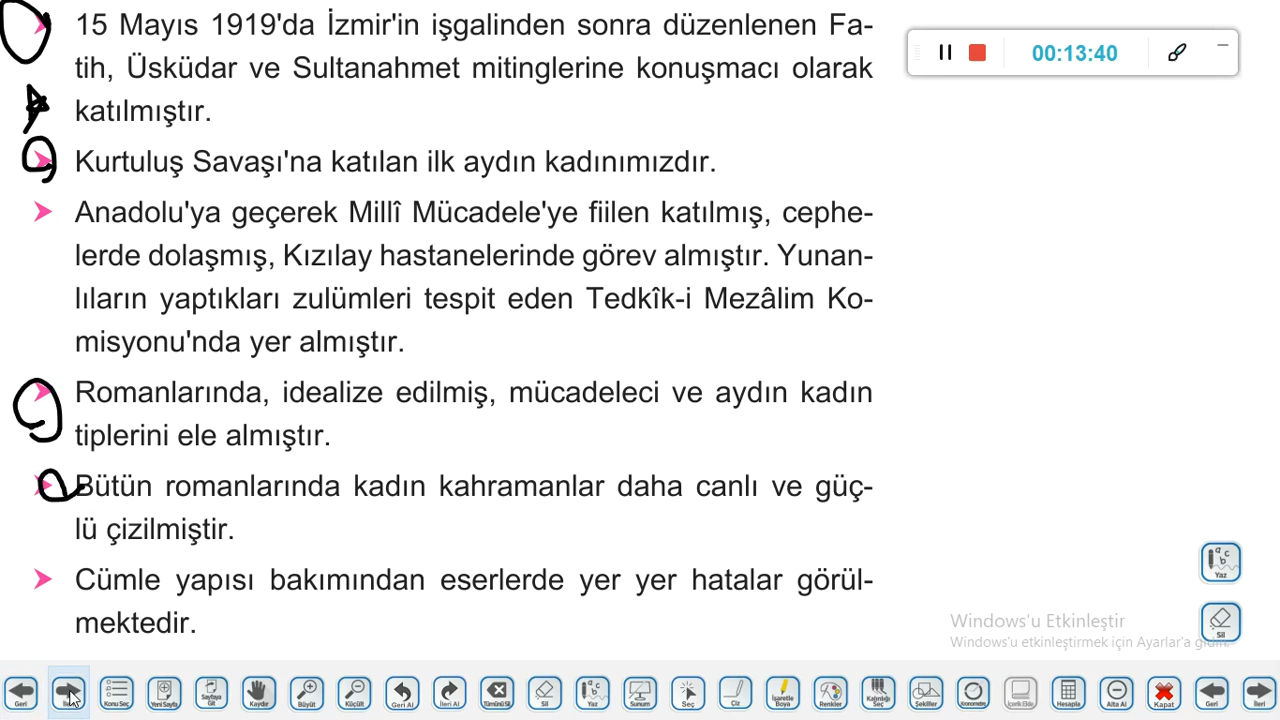 15 Mayıs 1919'da İzmir'in işgalinden sonra düzenlenen Fa-
tih, Üsküdar ve Sultanahmet mitinglerine konuşmacı olarak
katılmıştır.
Kurtuluş Savaşı'na katılan ilk aydın kadınımızdır.
Anadolu'ya geçerek Millî Mücadele'ye fiilen katılmış, cephe-
lerde dolaşmış, Kızılay hastanelerinde görev almıştır. Yunan-
lıların yaptıkları zulümleri tespit eden Tedkîk-i Mezâlim Ko-
misyonu'nda yer almıştır.
Romanlarında, idealize edilmiş, mücadeleci ve aydın kadın
tiplerini ele almıştır.
Bütün romanlarında kadın kahramanlar daha canlı ve güç-
lü çizilmiştir.
Cümle yapısı bakımından eserlerde yer yer hatalar görül-
mektedir.
00:13:40
a b c
Yaz
Sil
Windows'u Etkinleştir
Windows'u etkinleştirmek için Ayarlar'a gidin.
Geri İleri Konu Seç Yeni Sayfa Sayfaya Git Kaydır Büyüt Küçült Geri Al İleri Al Tümünü Sil Sil Yaz Sunum Seç Çiz İşaretle Boya Renkler Kalınlığı Seç Şekiller Kronometre İçerik Ekle Hesapla Alta Al Kapat Geri İleri